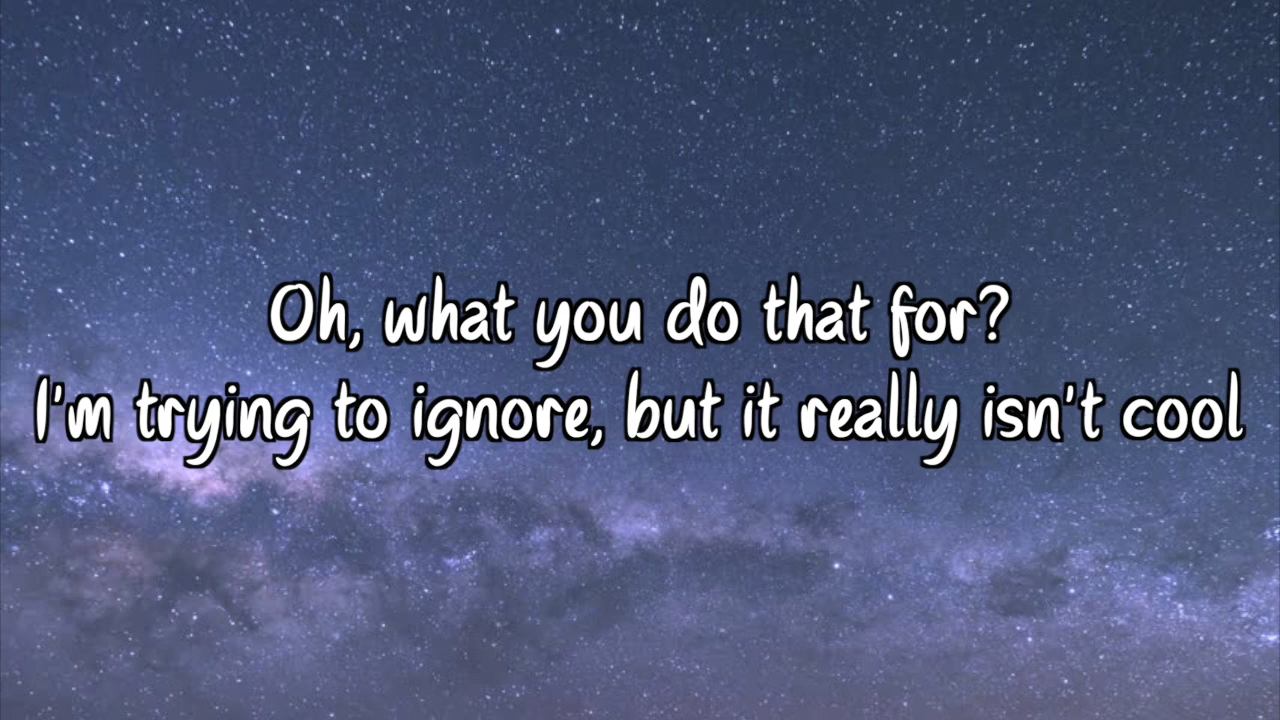 Oh, what you do that for?
I'm trying to ignore, but it really isn't cool